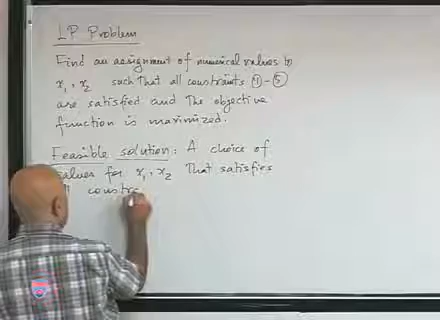 LP Problem
Find an assignment of numerical values to
x₁, x₂ such that all constraints ① - ⑤
are satisfied and the objective
function is maximized.
Feasible solution: A choice of
values for x₁, x₂ that satisfies
constra